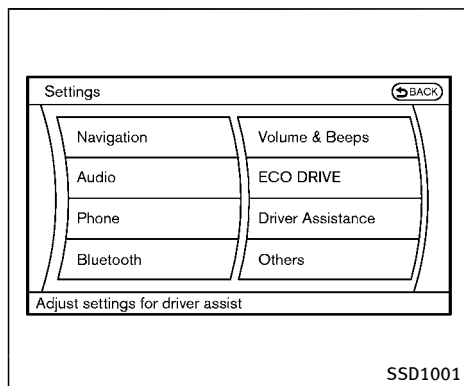 Settings
BACK
Navigation
Volume & Beeps
Audio
ECO DRIVE
Phone
Driver Assistance
Bluetooth
Others
Adjust settings for driver assist
SSD1001